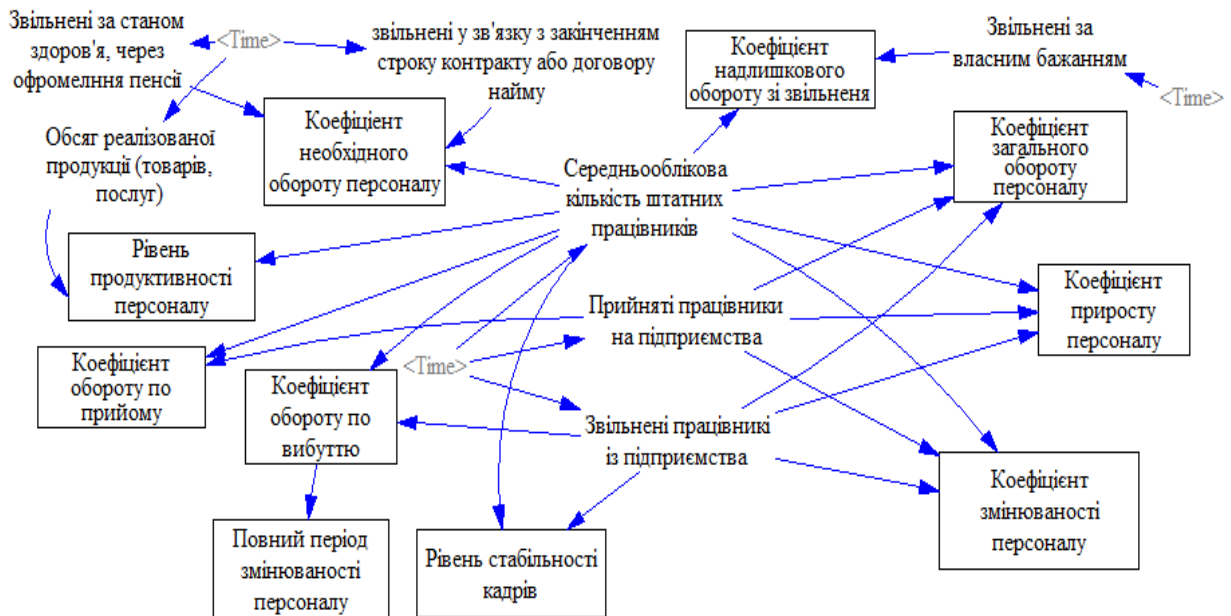 Звільнені за станом
здоров'я, через
офромелння пенсії
<Time>
звільнені у зв'язку з закінченням
строку контракту або договору
найму
Коефіцієнт
надлишкового
обороту зі звільненя
Звільнені за
власним бажанням
<Time>
Обсяг реалізованої
продукції (товарів,
послуг)
Коефіціент
необхідного
обороту персоналу
Середньооблікова
кількість штатних
працівників
Коефіцієнт
загального
обороту
персоналу
Рівень
продуктивності
персоналу
Прийняті працівники
на підприємства
Коефіцієнт
приросту
персоналу
Коефіцієнт
обороту по
прийому
<Time>
Коефіцієнт
обороту по
вибуттю
Звільнені працівникі
із підприємства
Коефіцієнт
змінюваності
персоналу
Повний період
змінюваності
персоналу
Рівень стабільності
кадрів